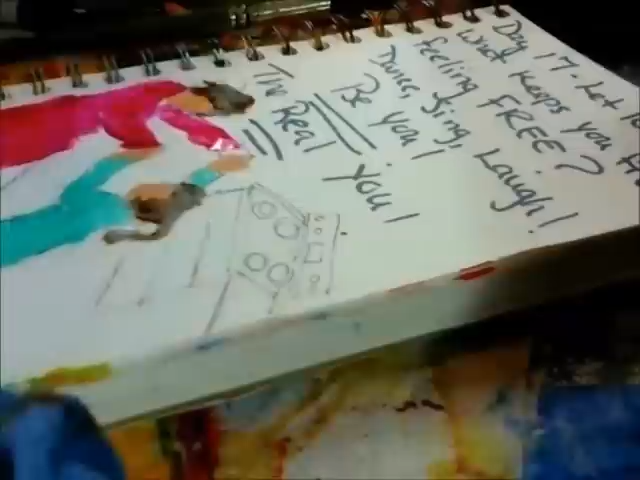 Day 17 - Let
What keeps you
feeling FREE?
Dance, Sing, Laugh!
Be you!
The Real you!